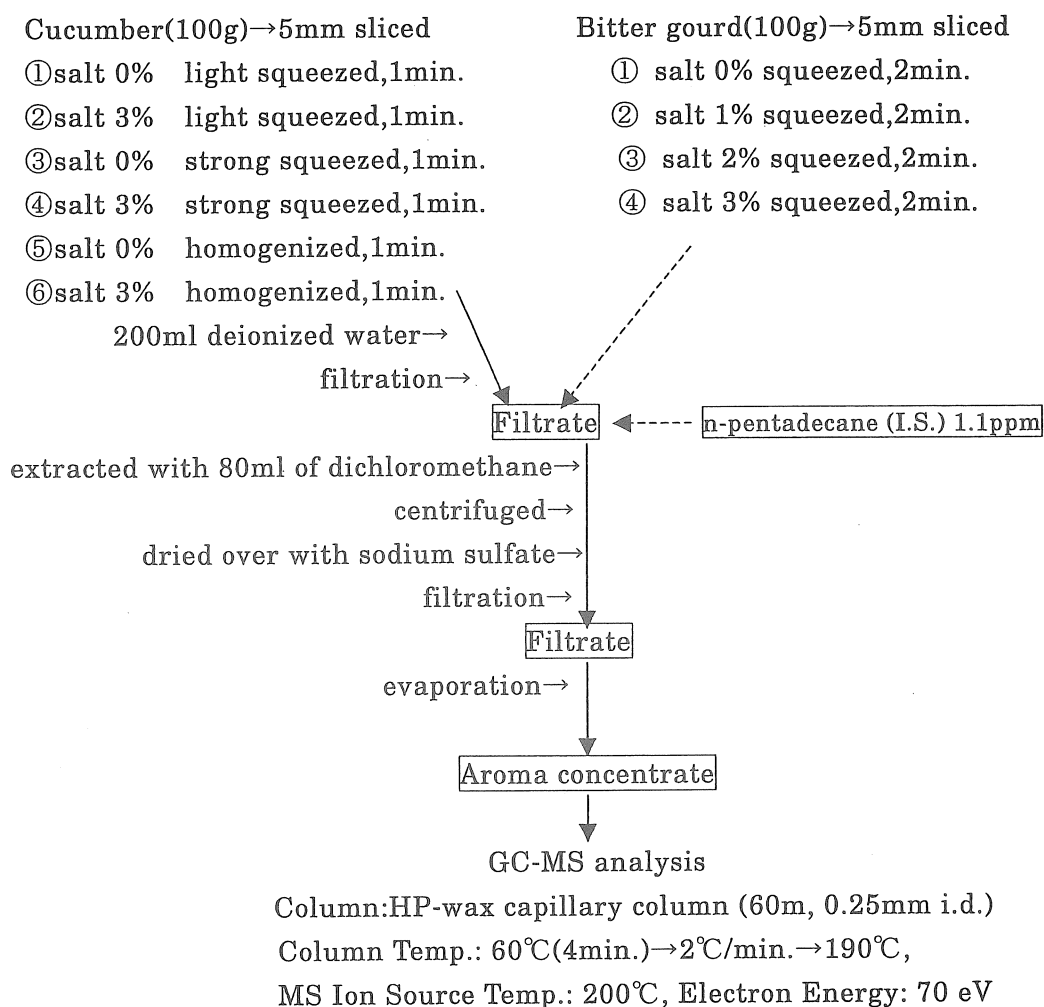 Cucumber(100g)→5mm sliced
①salt 0% light squeezed,1min.
②salt 3% light squeezed,1min.
③salt 0% strong squeezed,1min.
④salt 3% strong squeezed,1min.
⑤salt 0% homogenized,1min.
⑥salt 3% homogenized,1min.
Bitter gourd(100g)→5mm sliced
① salt 0% squeezed,2min.
② salt 1% squeezed,2min.
③ salt 2% squeezed,2min.
④ salt 3% squeezed,2min.
200ml deionized water→
filtration→
Filtrate
n-pentadecane (I.S.) 1.1ppm
extracted with 80ml of dichloromethane→
centrifuged→
dried over with sodium sulfate→
filtration→
Filtrate
evaporation→
Aroma concentrate
GC-MS analysis
Column:HP-wax capillary column (60m, 0.25mm i.d.)
Column Temp.: 60℃(4min.)→2℃/min.→190℃,
MS Ion Source Temp.: 200℃, Electron Energy: 70 eV